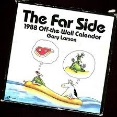 The Far Side
1988 Off-the-Wall Calendar
Gary Larson